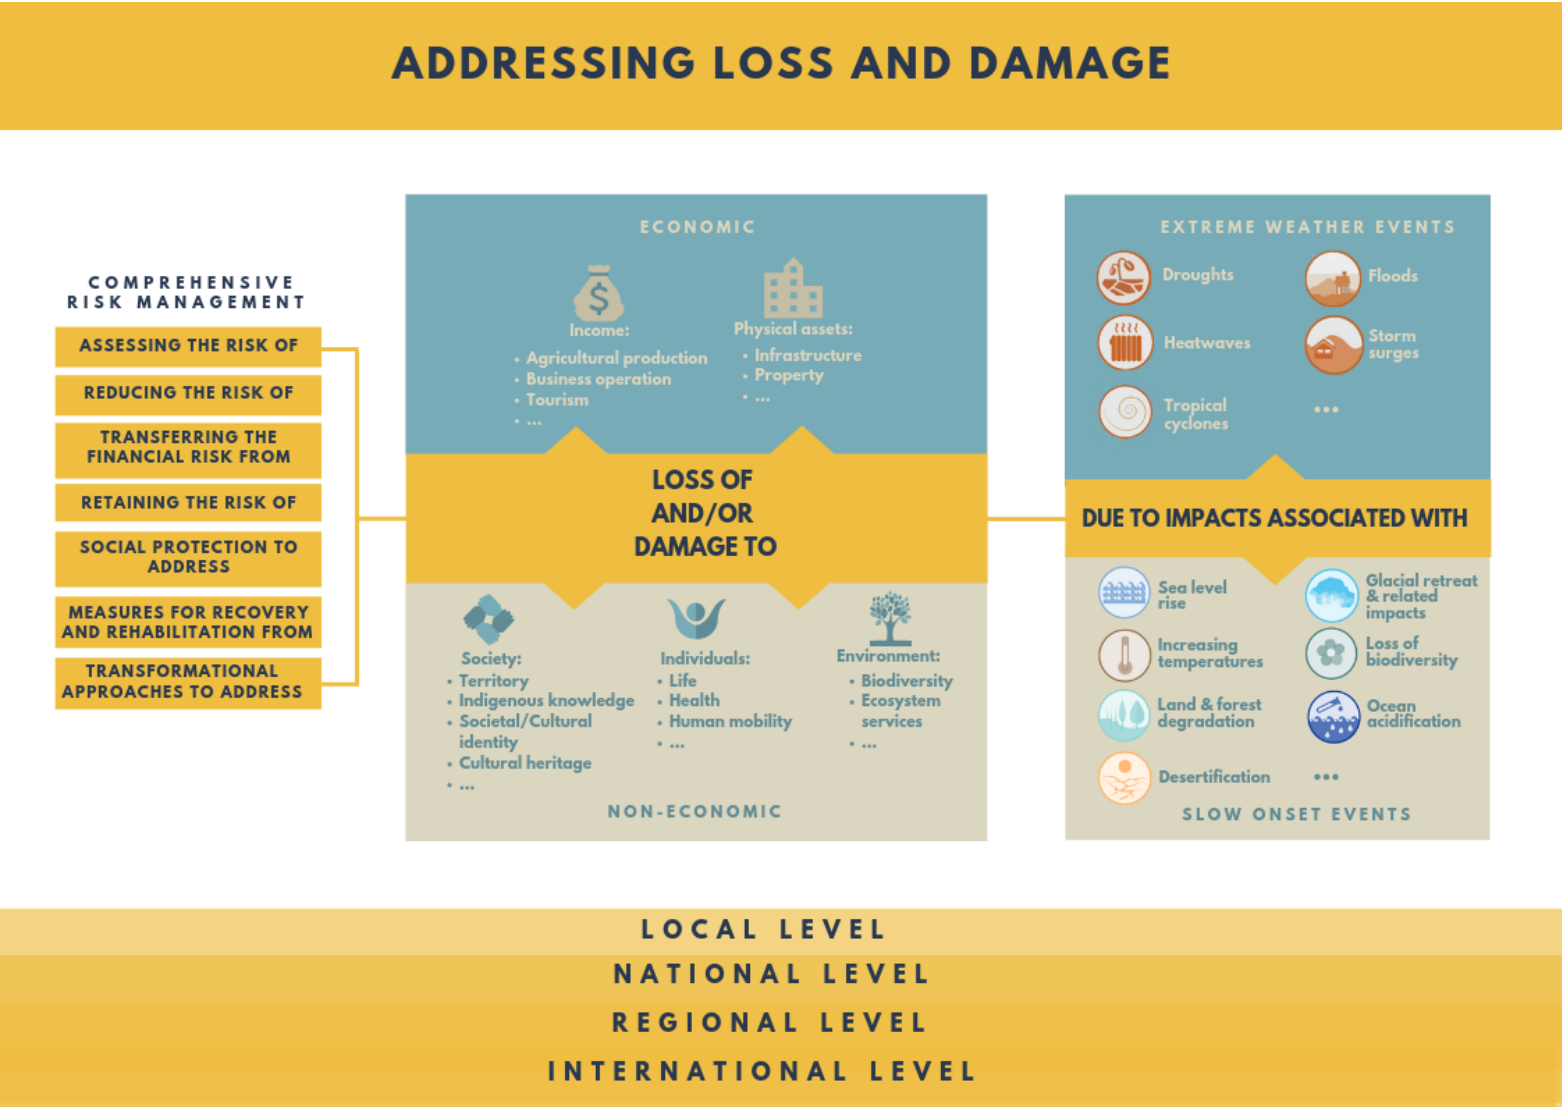 ADDRESSING LOSS AND DAMAGE
COMPREHENSIVE
RISK MANAGEMENT
ASSESSING THE RISK OF
REDUCING THE RISK OF
TRANSFERRING THE
FINANCIAL RISK FROM
RETAINING THE RISK OF
SOCIAL PROTECTION TO
ADDRESS
MEASURES FOR RECOVERY
AND REHABILITATION FROM
TRANSFORMATIONAL
APPROACHES TO ADDRESS
ECONOMIC
Income:
• Agricultural production
• Business operation
• Tourism
• ...
Physical assets:
• Infrastructure
• Property
• ...
LOSS OF
AND/OR
DAMAGE TO
Society:
• Territory
• Indigenous knowledge
• Societal/Cultural
identity
• Cultural heritage
• ...
Individuals:
• Life
• Health
• Human mobility
• ...
Environment:
• Biodiversity
• Ecosystem
services
• ...
NON-ECONOMIC
EXTREME WEATHER EVENTS
Droughts
Floods
Heatwaves
Storm
surges
Tropical
cyclones
...
DUE TO IMPACTS ASSOCIATED WITH
Sea level
rise
Glacial retreat
& related
impacts
Increasing
temperatures
Loss of
biodiversity
Land & forest
degradation
Ocean
acidification
Desertification
...
SLOW ONSET EVENTS
LOCAL LEVEL
NATIONAL LEVEL
REGIONAL LEVEL
INTERNATIONAL LEVEL